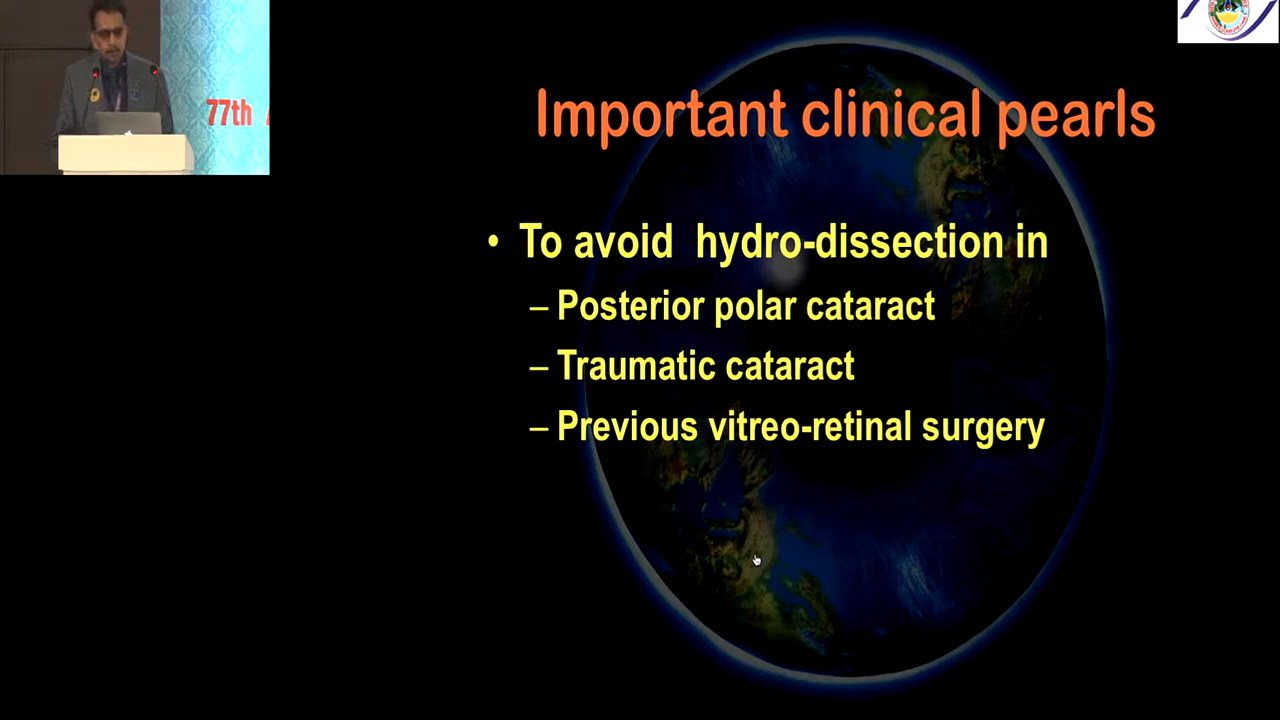 77th
Important clinical pearls
• To avoid hydro-dissection in
– Posterior polar cataract
– Traumatic cataract
– Previous vitreo-retinal surgery